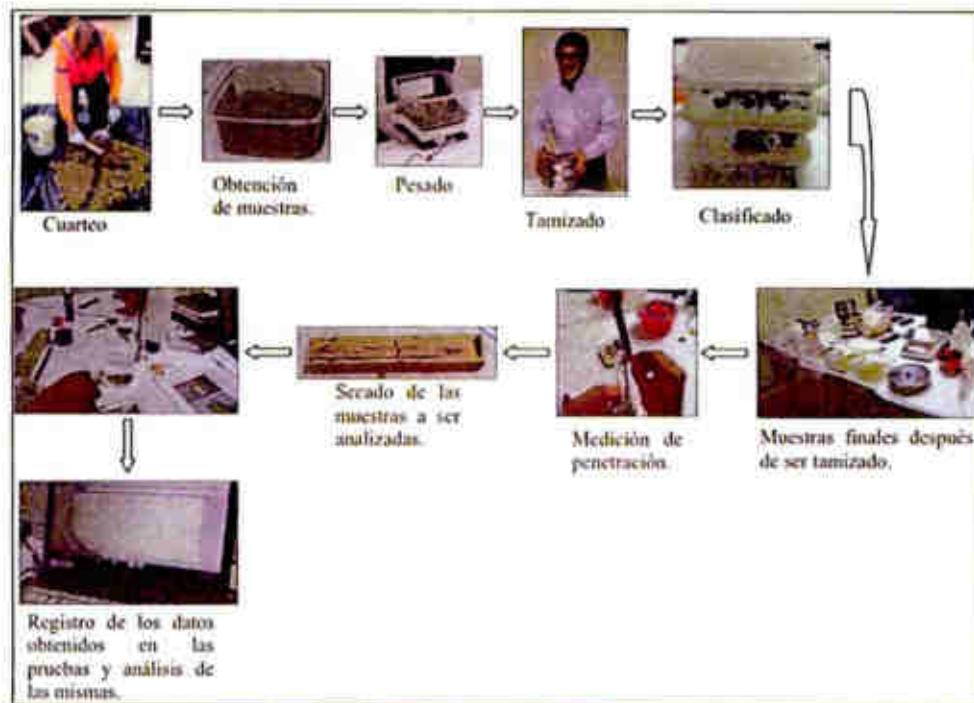 Cuarteo
Obtención
de muestras.
Pesado
Tamizado
Clasificado
Muestras finales después
de ser tamizado.
Medición de
penetración.
Secado de las
muestras a ser
analizadas.
Registro de los datos
obtenidos en las
pruebas y análisis de
las mismas.